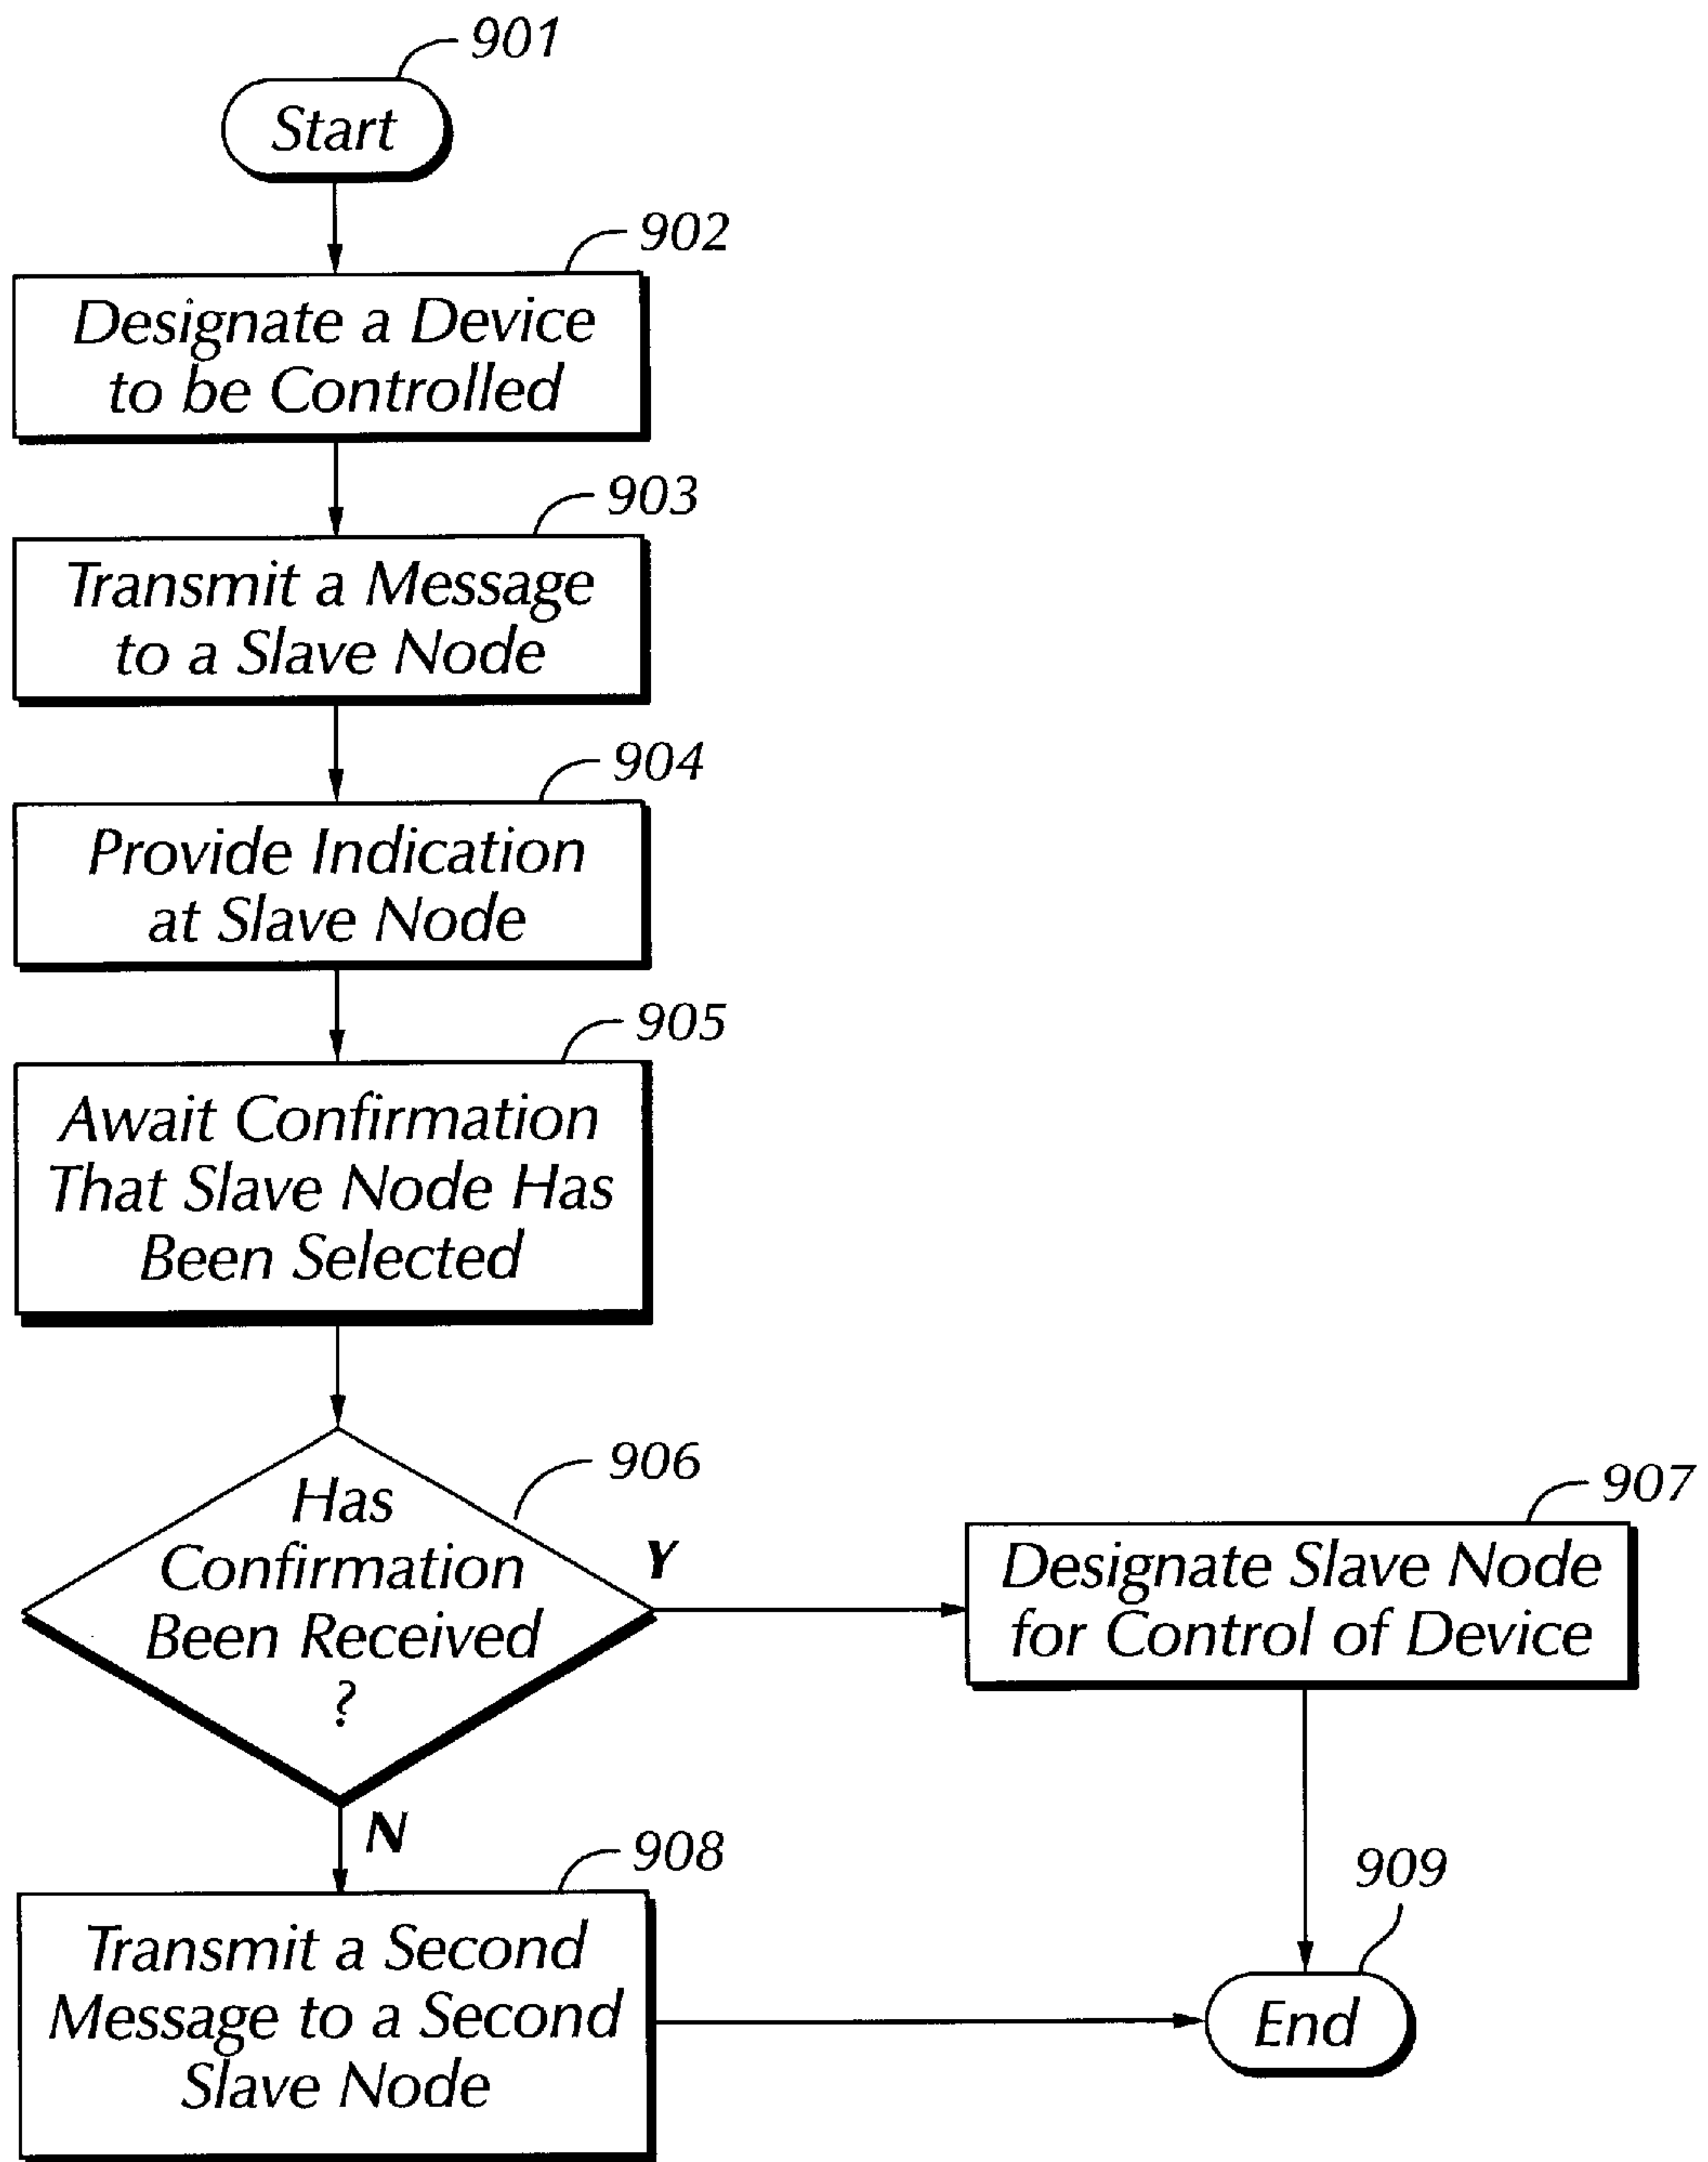 901
Start
902
Designate a Device
to be Controlled
903
Transmit a Message
to a Slave Node
904
Provide Indication
at Slave Node
905
Await Confirmation
That Slave Node Has
Been Selected
906
Has
Confirmation
Been Received
?
Y
907
Designate Slave Node
for Control of Device
N
908
Transmit a Second
Message to a Second
Slave Node
909
End